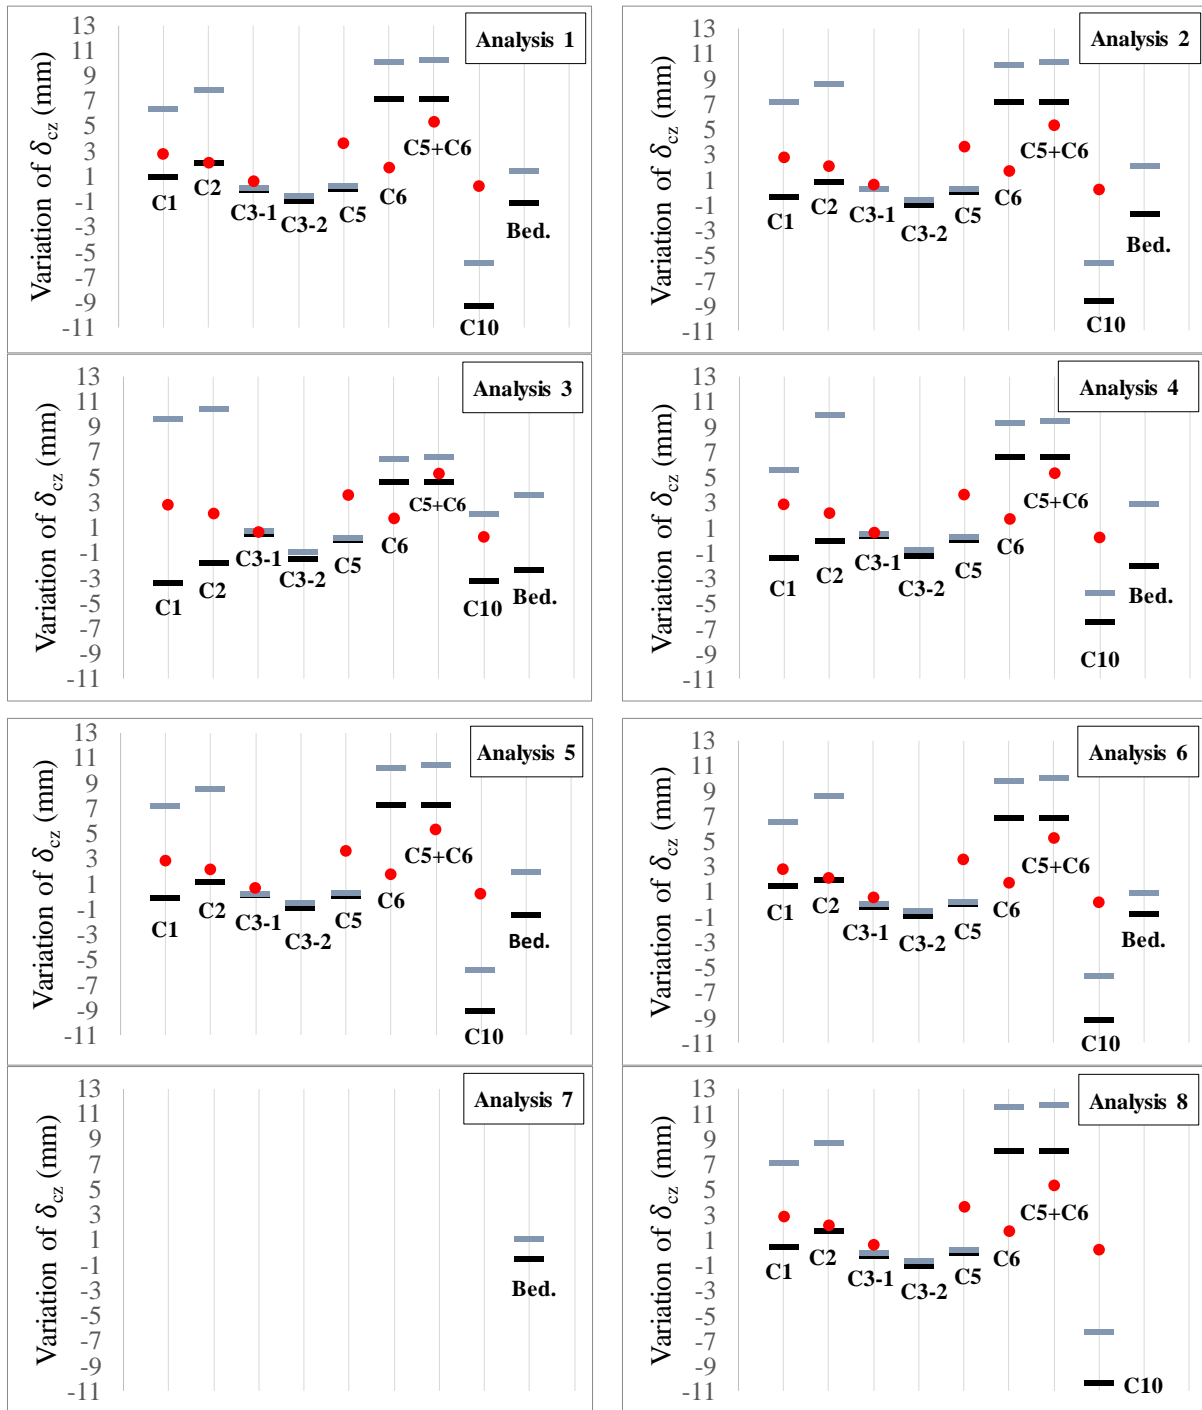 Analysis 1
Variation of δcz (mm)
13
11
9
7
5
3
1
-1
-3
-5
-7
-9
-11
C1
C2
C3-1
C3-2
C5
C6
C5+C6
C10
Bed.
Analysis 2
Variation of δcz (mm)
13
11
9
7
5
3
1
-1
-3
-5
-7
-9
-11
C1
C2
C3-1
C3-2
C5
C6
C5+C6
C10
Bed.
Analysis 3
Variation of δcz (mm)
13
11
9
7
5
3
1
-1
-3
-5
-7
-9
-11
C1
C2
C3-1
C3-2
C5
C6
C5+C6
C10
Bed.
Analysis 4
Variation of δcz (mm)
13
11
9
7
5
3
1
-1
-3
-5
-7
-9
-11
C1
C2
C3-1
C3-2
C5
C6
C5+C6
C10
Bed.
Analysis 5
Variation of δcz (mm)
13
11
9
7
5
3
1
-1
-3
-5
-7
-9
-11
C1
C2
C3-1
C3-2
C5
C6
C5+C6
C10
Bed.
Analysis 6
Variation of δcz (mm)
13
11
9
7
5
3
1
-1
-3
-5
-7
-9
-11
C1
C2
C3-1
C3-2
C5
C6
C5+C6
C10
Bed.
Analysis 7
Variation of δcz (mm)
13
11
9
7
5
3
1
-1
-3
-5
-7
-9
-11
Bed.
Analysis 8
Variation of δcz (mm)
13
11
9
7
5
3
1
-1
-3
-5
-7
-9
-11
C1
C2
C3-1
C3-2
C5
C6
C5+C6
C10